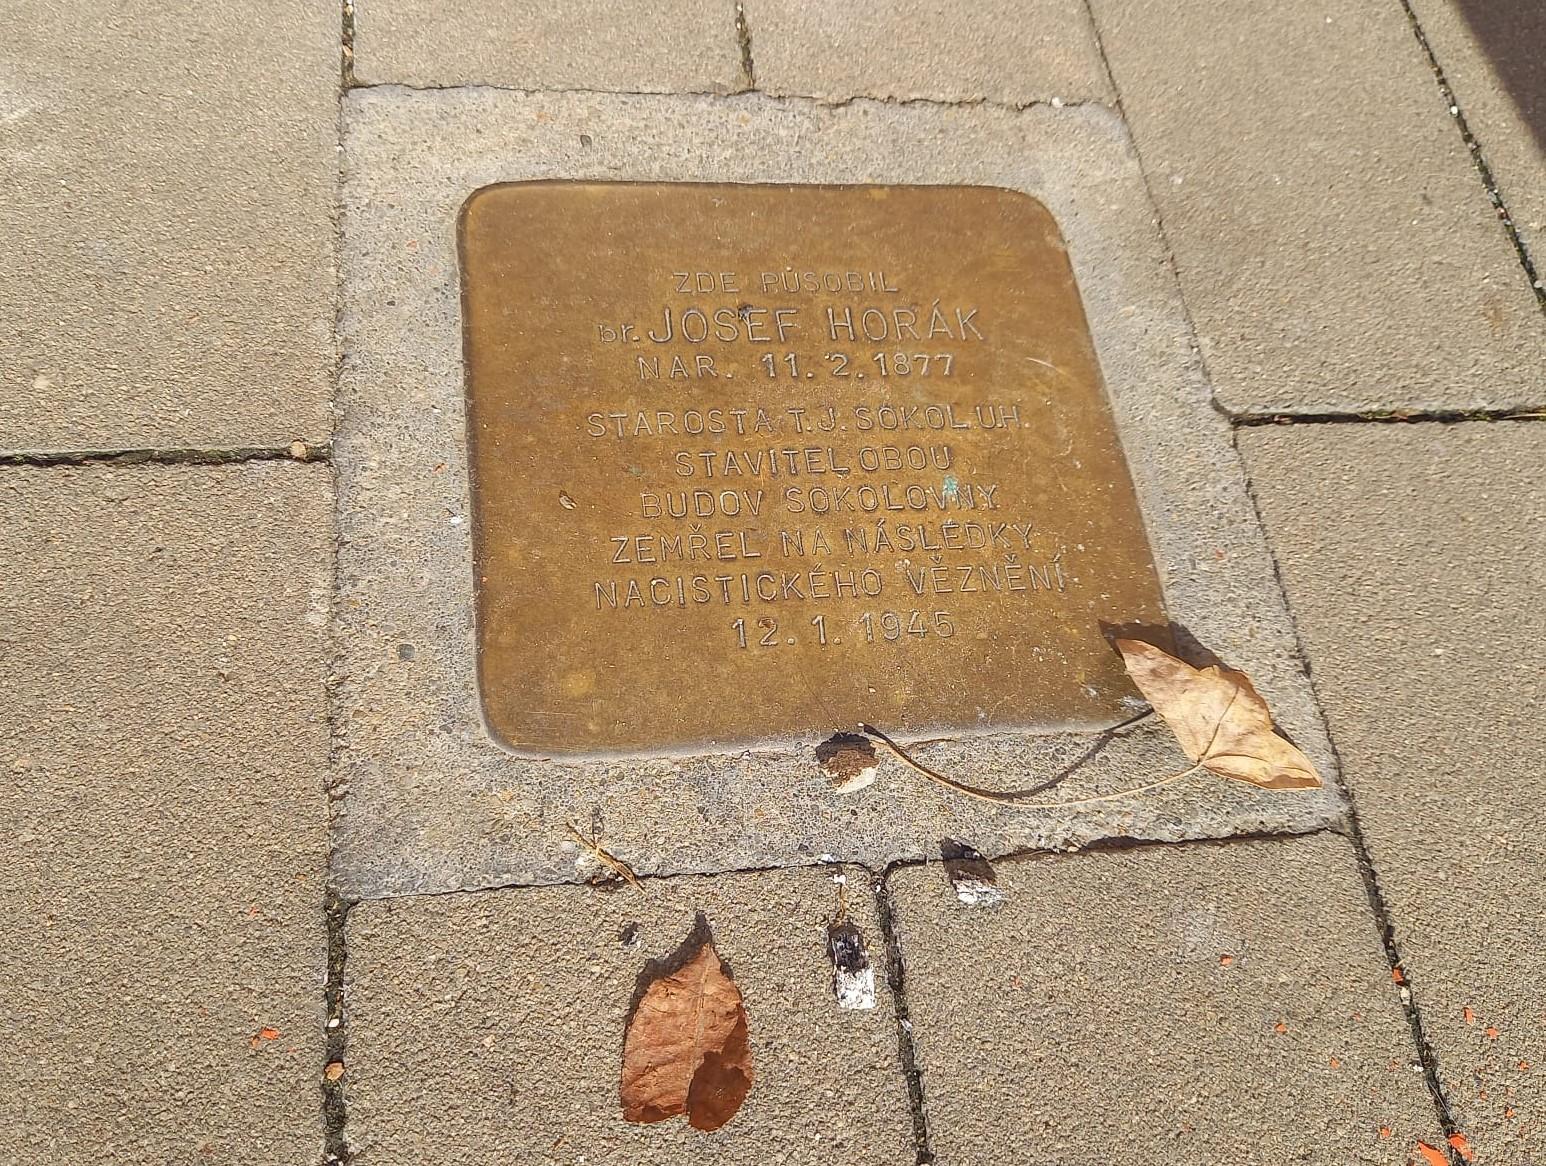 ZDE PŮSOBIL
br. JOSEF HORÁK
NAR. 11. 2. 1877
STAROSTA T.J. SOKOL U.H.
STAVITEL OBOU
BUDOV SOKOLOVNY
ZEMŘEL NA NÁSLEDKY
NACISTICKÉHO VĚZNĚNÍ
12. 1. 1945